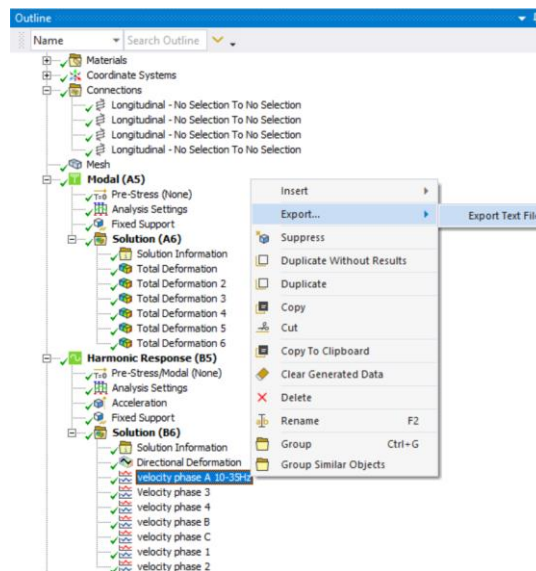 Outline
Name Search Outline
Materials
Coordinate Systems
Connections
Longitudinal - No Selection To No Selection
Longitudinal - No Selection To No Selection
Longitudinal - No Selection To No Selection
Longitudinal - No Selection To No Selection
Mesh
Modal (A5)
T=0 Pre-Stress (None)
Analysis Settings
Fixed Support
Solution (A6)
Solution Information
Total Deformation
Total Deformation 2
Total Deformation 3
Total Deformation 4
Total Deformation 5
Total Deformation 6
Harmonic Response (B5)
T=0 Pre-Stress/Modal (None)
Analysis Settings
Acceleration
Fixed Support
Solution (B6)
Solution Information
Directional Deformation
velocity phase A 10-35Hz
Velocity phase 3
velocity phase 4
velocity phase B
velocity phase C
velocity phase 1
velocity phase 2
Insert
Export...
Export Text File
Suppress
Duplicate Without Results
Duplicate
Copy
Cut
Copy To Clipboard
Clear Generated Data
Delete
Rename F2
Group Ctrl+G
Group Similar Objects